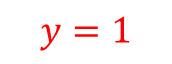 y = 1